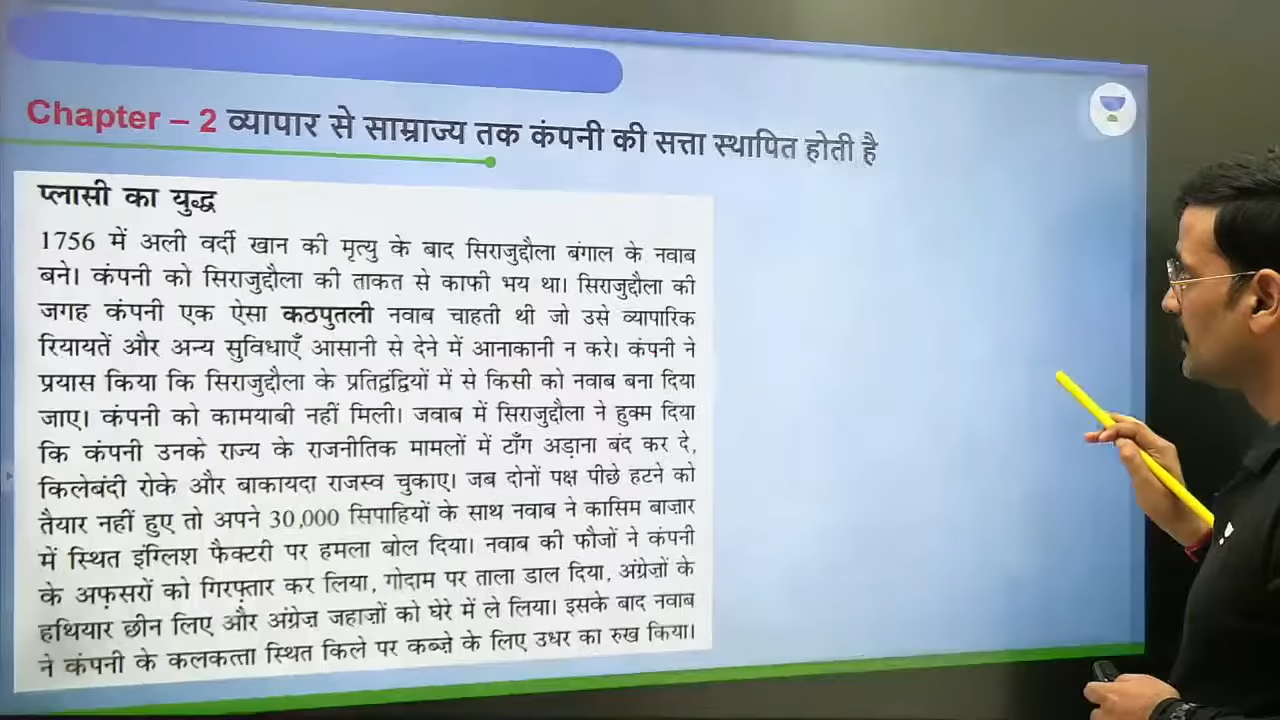 Chapter – 2 व्यापार से साम्राज्य तक कंपनी की सत्ता स्थापित होती है
प्लासी का युद्ध
1756 में अली वर्दी खान की मृत्यु के बाद सिराजुद्दौला बंगाल के नवाब
बने। कंपनी को सिराजुद्दौला की ताकत से काफी भय था। सिराजुद्दौला की
जगह कंपनी एक ऐसा कठपुतली नवाब चाहती थी जो उसे व्यापारिक
रियायतें और अन्य सुविधाएँ आसानी से देने में आनाकानी न करे। कंपनी ने
प्रयास किया कि सिराजुद्दौला के प्रतिद्वंद्वियों में से किसी को नवाब बना दिया
जाए। कंपनी को कामयाबी नहीं मिली। जवाब में सिराजुद्दौला ने हुक्म दिया
कि कंपनी उनके राज्य के राजनीतिक मामलों में टाँग अड़ाना बंद कर दे,
किलेबंदी रोके और बाकायदा राजस्व चुकाए। जब दोनों पक्ष पीछे हटने को
तैयार नहीं हुए तो अपने 30,000 सिपाहियों के साथ नवाब ने कासिम बाज़ार
में स्थित इंग्लिश फैक्टरी पर हमला बोल दिया। नवाब की फौजों ने कंपनी
के अफ़सरों को गिरफ़्तार कर लिया, गोदाम पर ताला डाल दिया, अंग्रेज़ों के
हथियार छीन लिए और अंग्रेज़ जहाज़ों को घेरे में ले लिया। इसके बाद नवाब
ने कंपनी के कलकत्ता स्थित किले पर कब्ज़े के लिए उधर का रुख किया।